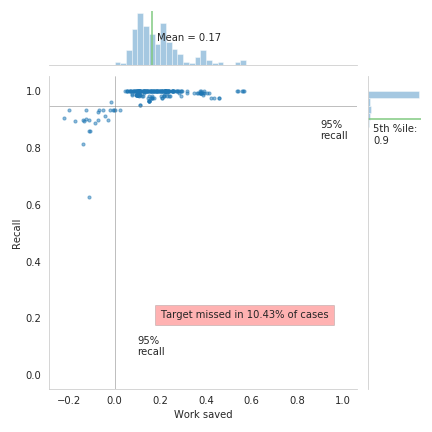 Mean = 0.17
1.0
0.8
0.6
0.4
0.2
0.0
Recall
95%
recall
5th %ile:
0.9
Target missed in 10.43% of cases
95%
recall
−0.2
0.0
0.2
0.4
0.6
0.8
1.0
Work saved